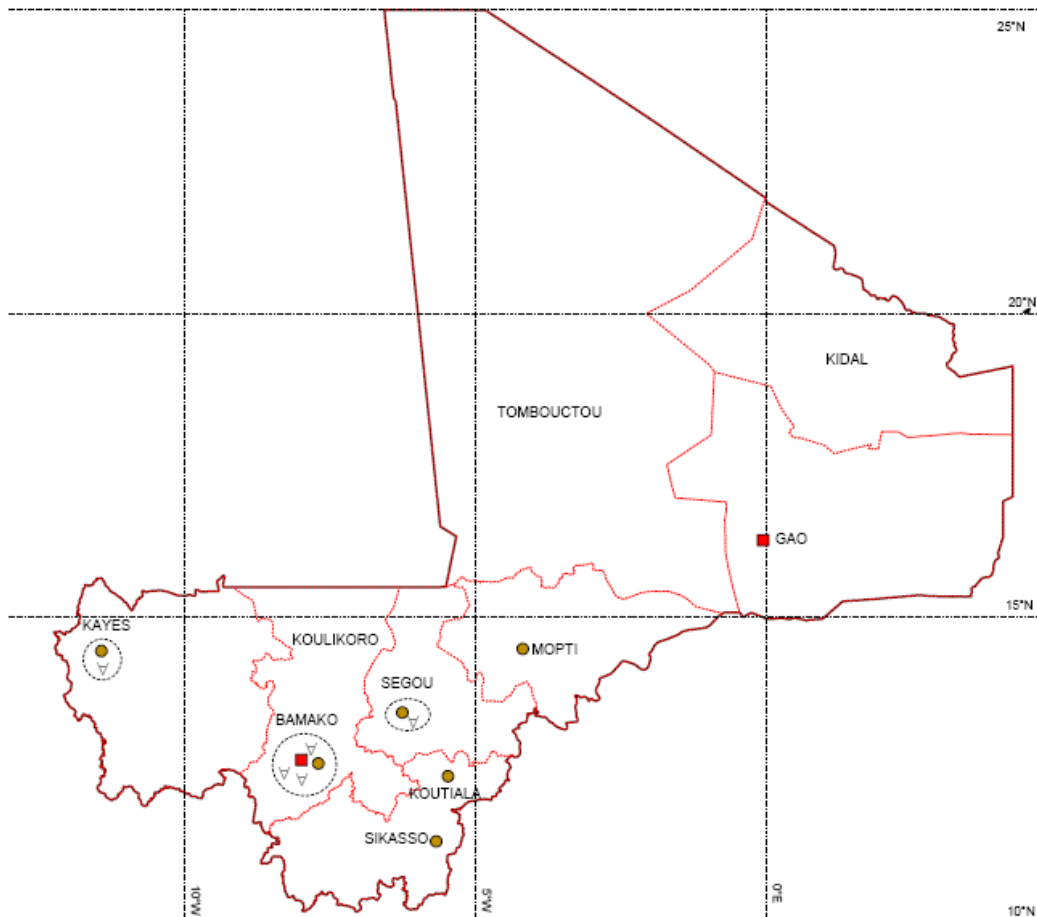 25°N
20°N
KIDAL
TOMBOUCTOU
GAO
15°N
KAYES
KOULIKORO
MOPTI
SEGOU
BAMAKO
KOUTIALA
SIKASSO
10°W
5°W
0°E
10°N